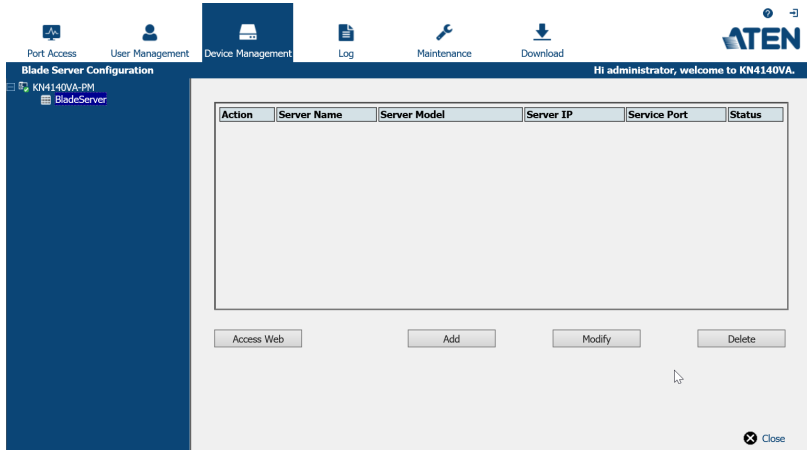 Port Access User Management Device Management Log Maintenance Download
ATEN
Blade Server Configuration Hi administrator, welcome to KN4140VA.
KN4140VA-PM
BladeServer
Action Server Name Server Model Server IP Service Port Status
Access Web Add Modify Delete
Close